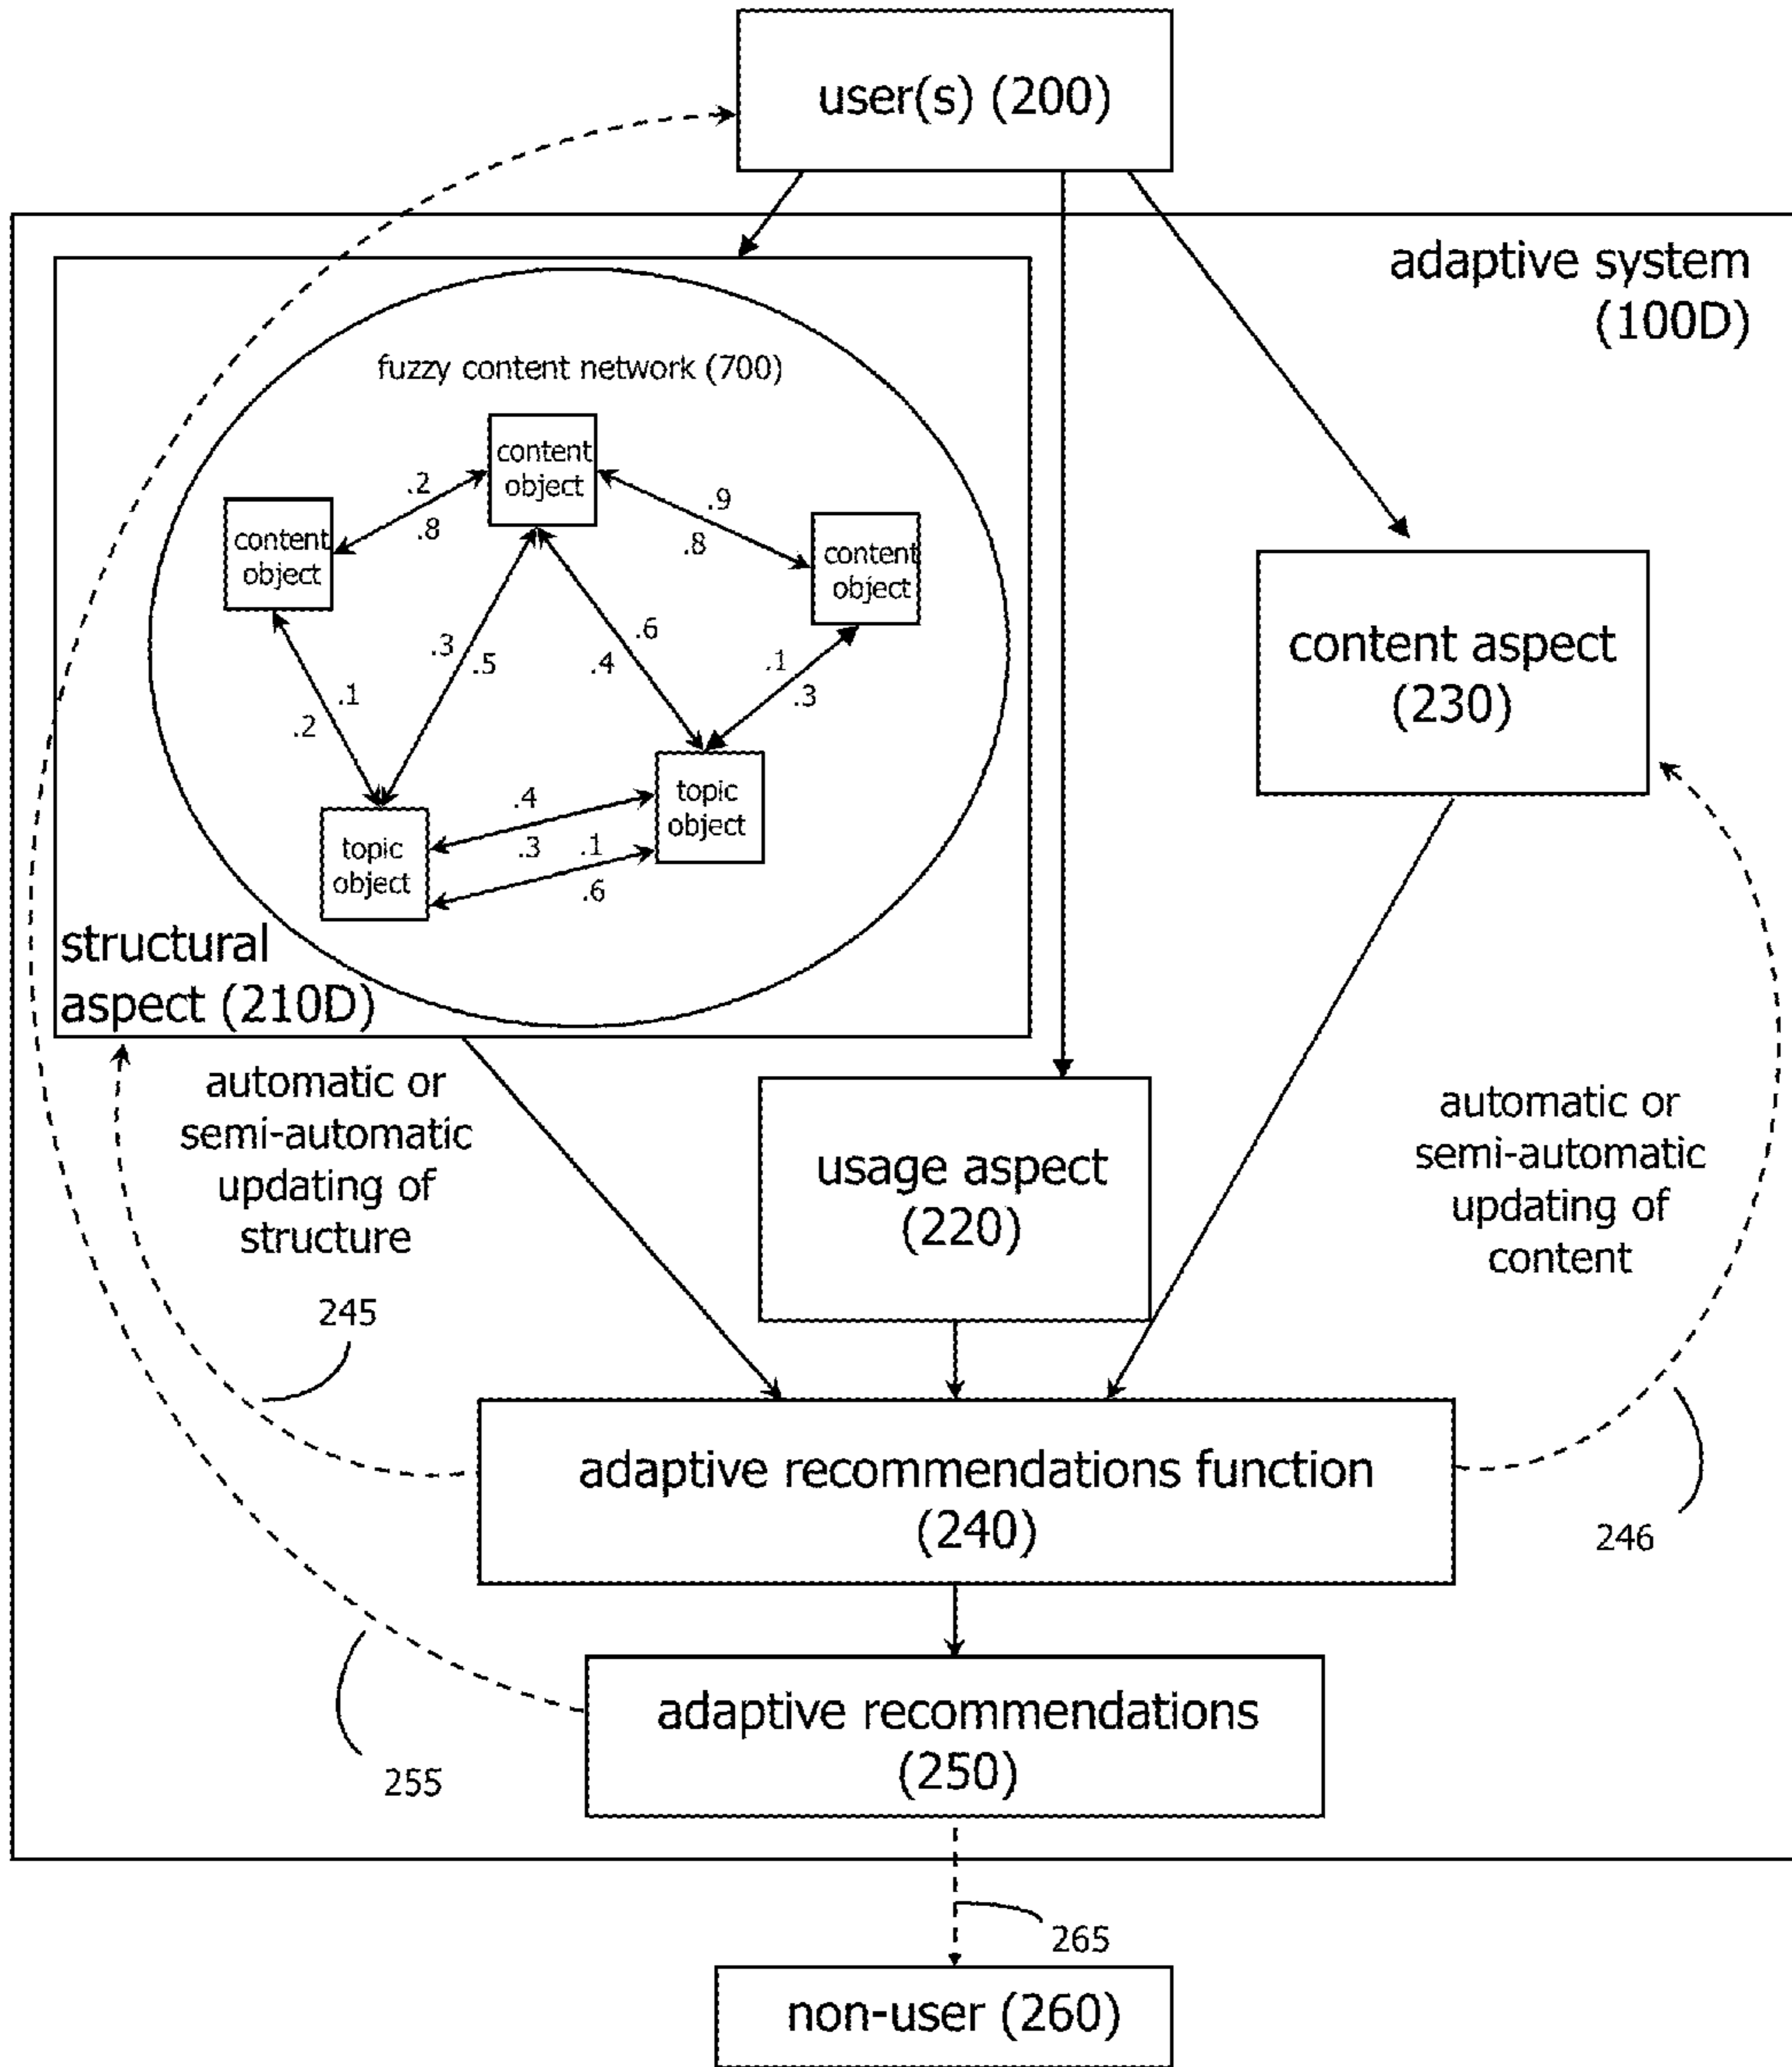 user(s) (200)
adaptive system
(100D)
fuzzy content network (700)
content
object
.2
.8
.9
.8
content
object
content
object
.3
.5
.6
.4
.1
.3
.1
.2
topic
object
.4
.3
.1
.6
topic
object
structural
aspect (210D)
content aspect
(230)
automatic or
semi-automatic
updating of
structure
245
usage aspect
(220)
automatic or
semi-automatic
updating of
content
246
adaptive recommendations function
(240)
adaptive recommendations
(250)
255
265
non-user (260)